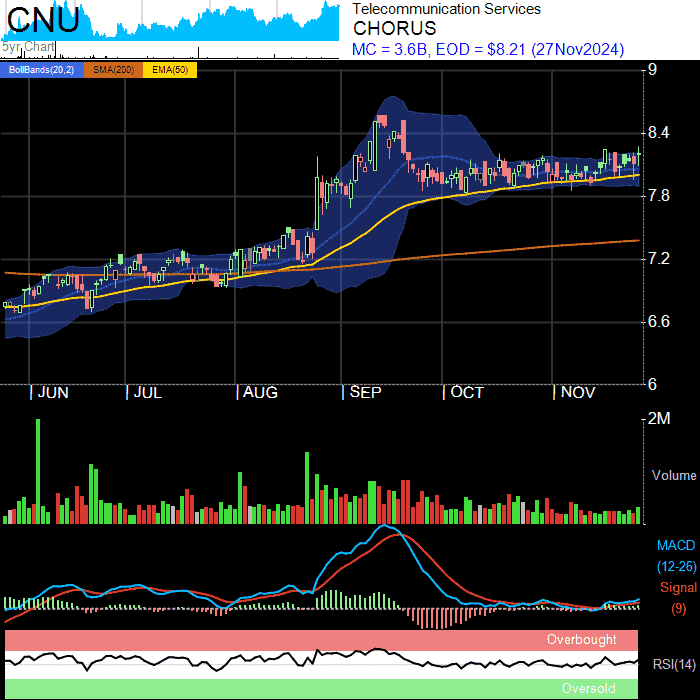 CNU
5yr Chart
Telecommunication Services
CHORUS
MC = 3.6B, EOD = $8.21 (27Nov2024)
BollBands(20,2) SMA(200) EMA(50)
9
8.4
7.8
7.2
6.6
6
JUN JUL AUG SEP OCT NOV
2M
Volume
MACD
(12-26)
Signal
(9)
Overbought
RSI(14)
Oversold